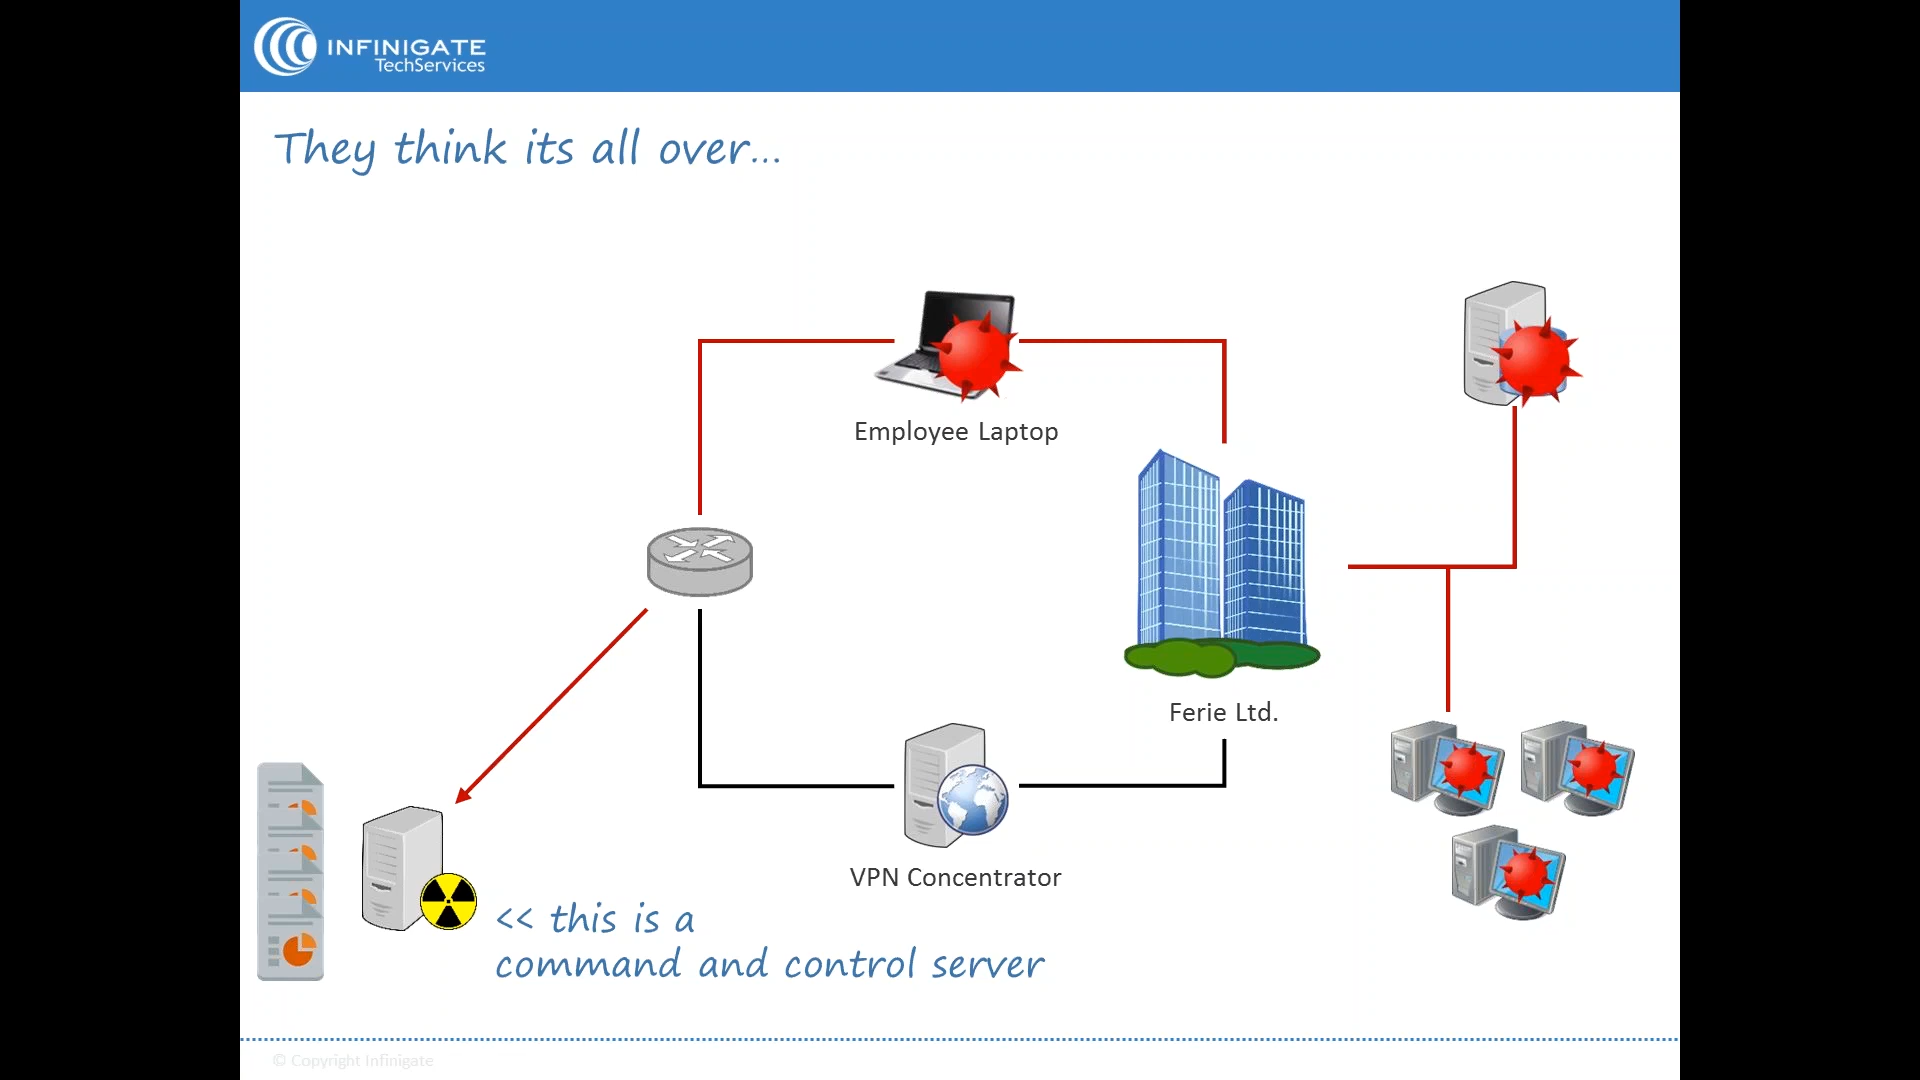 INFINIGATE
TechServices
They think its all over...
Employee Laptop
Ferie Ltd.
VPN Concentrator
<< this is a
command and control server
© Copyright Infinigate